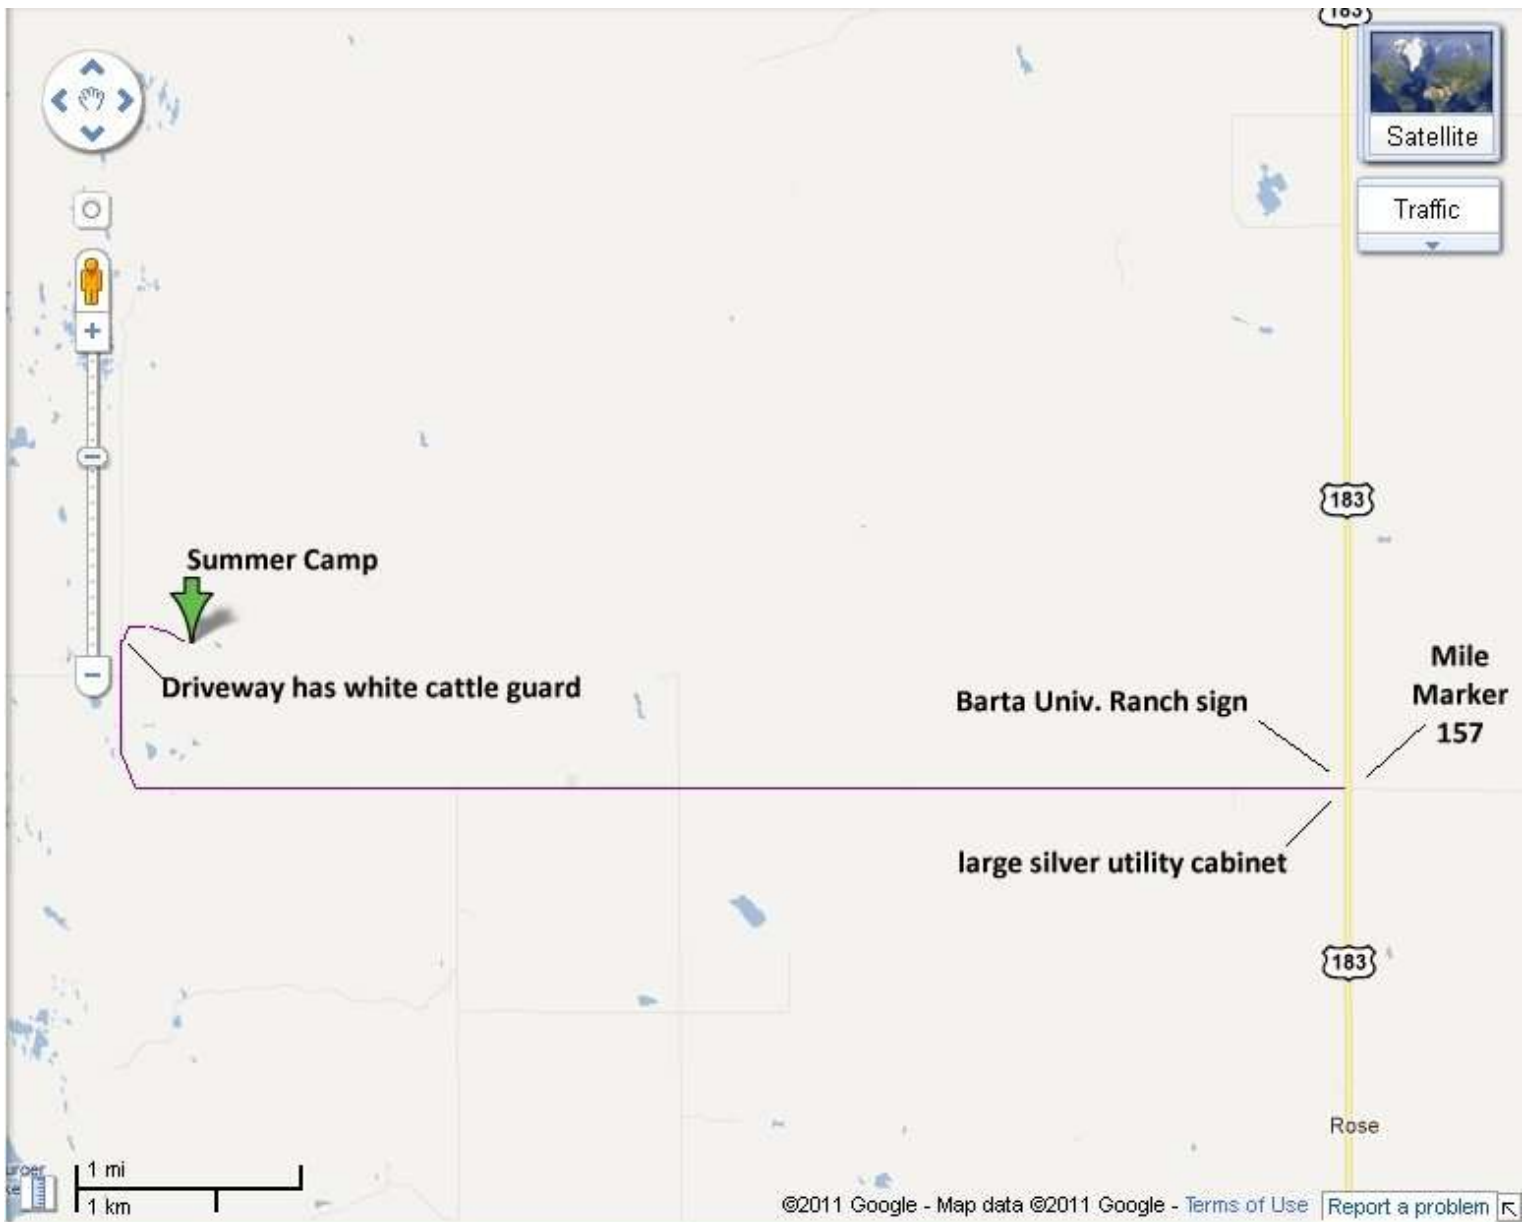 183
Satellite
Traffic
183
Summer Camp
Driveway has white cattle guard
Barta Univ. Ranch sign
Mile
Marker
157
large silver utility cabinet
183
Rose
1 mi
1 km
©2011 Google - Map data ©2011 Google - Terms of Use
Report a problem